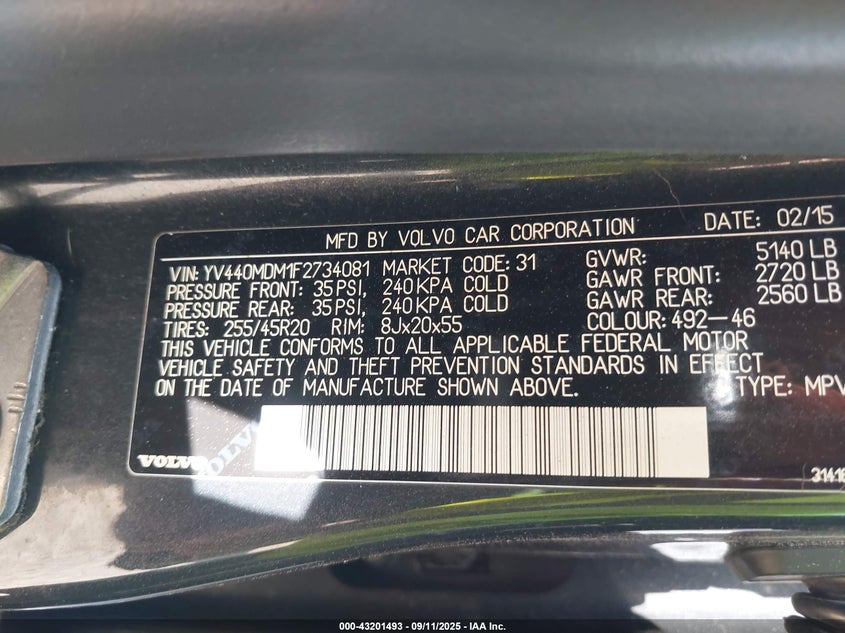 MFD BY VOLVO CAR CORPORATION DATE: 02/15
VIN: YV440MDM1F2734081 MARKET CODE: 31 GVWR: 5140 LB
PRESSURE FRONT: 35 PSI, 240 KPA COLD GAWR FRONT: 2720 LB
PRESSURE REAR: 35 PSI, 240 KPA COLD GAWR REAR: 2560 LB
TIRES: 255/45R20 RIM: 8Jx20x55 COLOUR: 492-46
THIS VEHICLE CONFORMS TO ALL APPLICABLE FEDERAL MOTOR
VEHICLE SAFETY AND THEFT PREVENTION STANDARDS IN EFFECT
ON THE DATE OF MANUFACTURE SHOWN ABOVE. TYPE: MPV
VOLVO VOLVO 31416
000-43201493 - 09/11/2025 - IAA Inc.